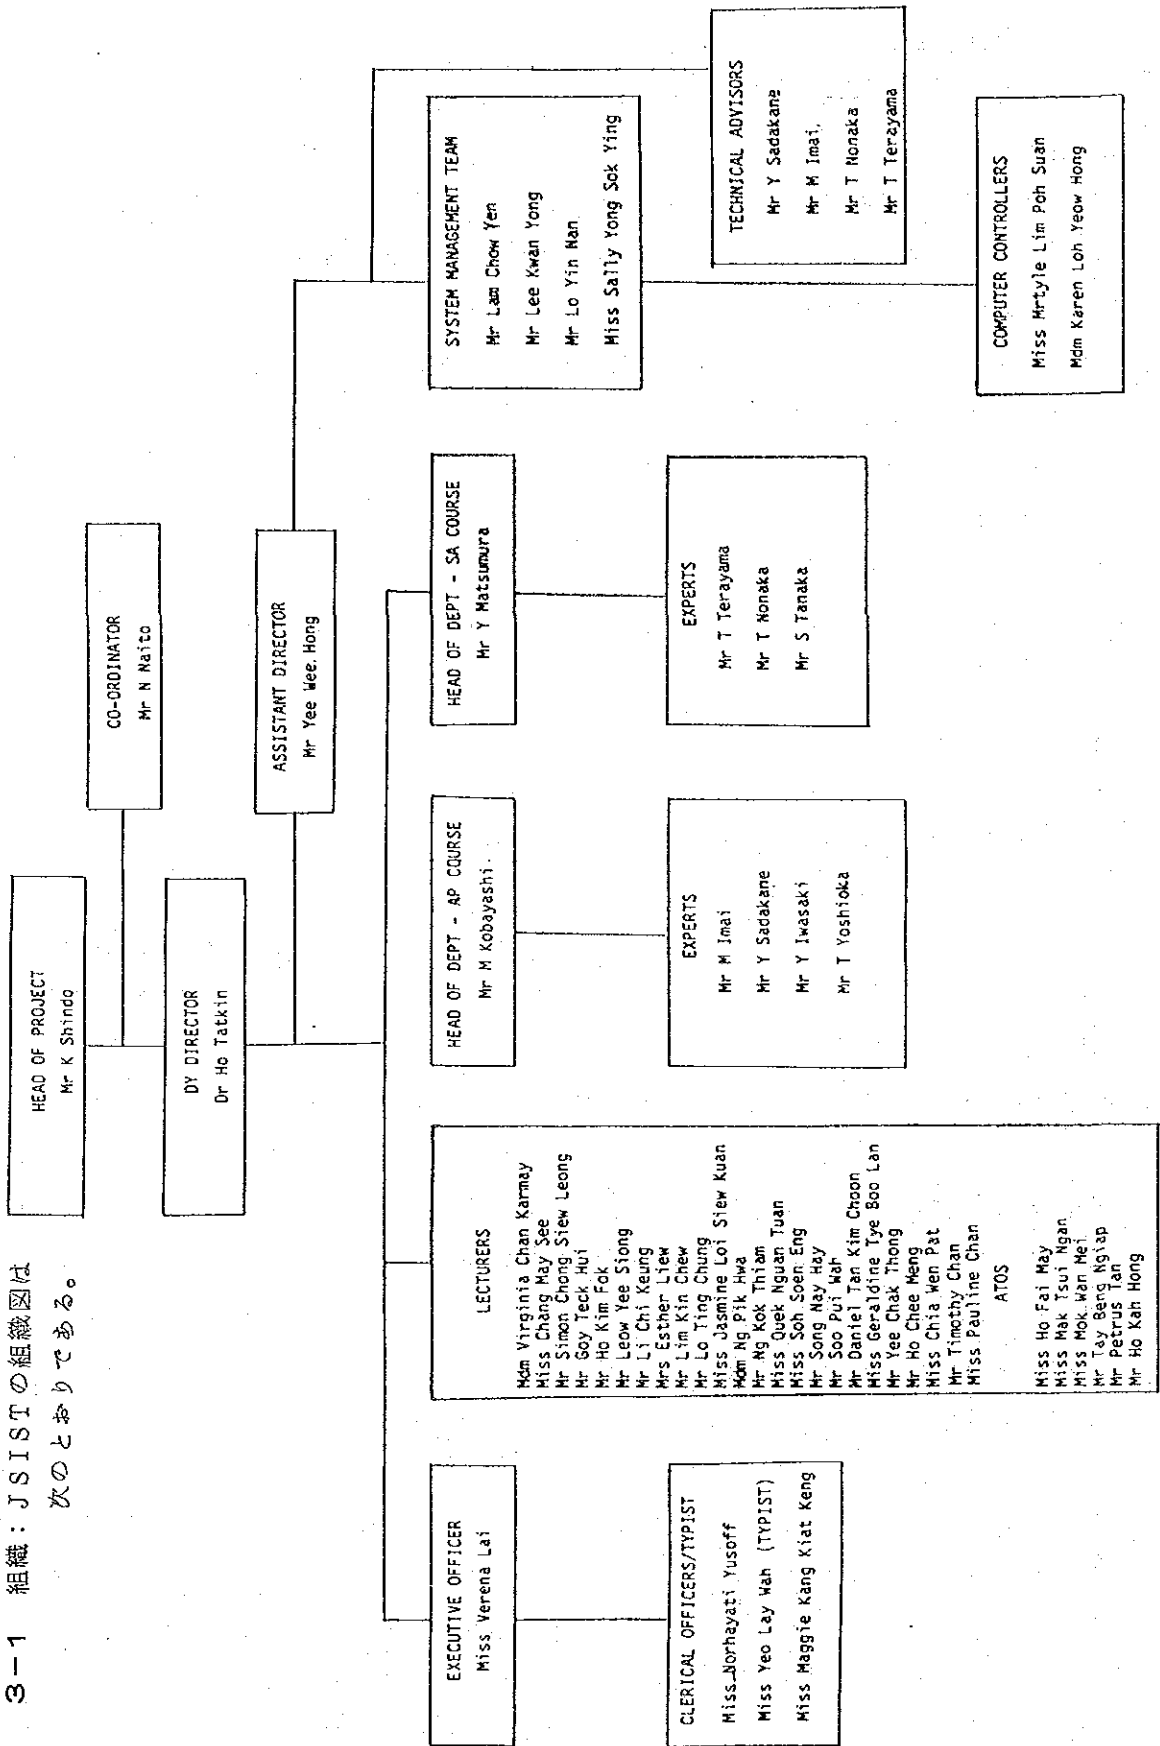 3-1 組織：JSISTの組織図は
次のとおりである。
HEAD OF PROJECT
Mr K Shindo
CO-ORDINATOR
Mr N Naito
DY DIRECTOR
Dr Ho Tatkin
ASSISTANT DIRECTOR
Mr Yee Wee Hong
EXECUTIVE OFFICER
Miss Verena Lai
CLERICAL OFFICERS/TYPIST
Miss Norhayati Yusoff
Miss Yeo Lay Wah (TYPIST)
Miss Maggie Kang Kiat Keng
LECTURERS
Mdm Virginia Chan Karmay
Miss Chang May See
Mr Simon Chong Siew Leong
Mr Goy Teck Hui
Mr Ho Kim Fok
Mr Leow Yee Siong
Mr Li Chi Keung
Mrs Esther Liew
Mr Lim Kin Chew
Mr Lo Ting Chung
Miss Jasmine Loi Siew Kuan
Mdm Ng Pik Hwa
Mr Ng Kok Thiam
Miss Quek Nguan Tuan
Miss Soh Soen Eng
Mr Song Nay Hay
Mr Soo Pui Wah
Mr Daniel Tan Kim Choon
Miss Geraldine Tye Boo Lan
Mr Yee Chak Thong
Mr Ho Chee Meng
Miss Chia Wen Pat
Mr Timothy Chan
Miss Pauline Chan
ATOS
Miss Ho Fai May
Miss Mak Tsui Ngan
Miss Mok Wan Mei
Mr Tay Beng Ngiap
Mr Petrus Tan
Mr Ho Kah Hong
HEAD OF DEPT - AP COURSE
Mr M Kobayashi
EXPERTS
Mr M Imai
Mr Y Sadakane
Mr Y Iwasaki
Mr T Yoshioka
HEAD OF DEPT - SA COURSE
Mr Y Matsumura
EXPERTS
Mr T Terayama
Mr T Nonaka
Mr S Tanaka
SYSTEM MANAGEMENT TEAM
Mr Lam Chow Yen
Mr Lee Kwan Yong
Mr Lo Yin Nan
Miss Sally Yong Sok Ying
TECHNICAL ADVISORS
Mr Y Sadakane
Mr M Imai
Mr T Nonaka
Mr T Terayama
COMPUTER CONTROLLERS
Miss Mrtyle Lim Poh Suan
Mdm Karen Loh Yeow Hong